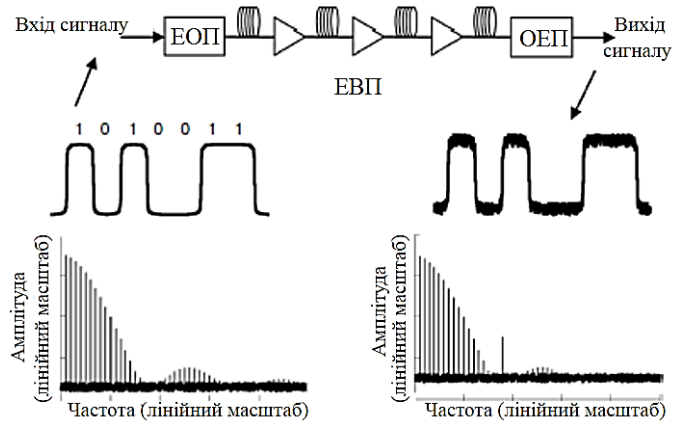 Вхід сигналу
ЕОП
ОЕП
Вихід
сигналу
ЕВП
1 0 1 0 0 1 1
Амплітуда
(лінійний масштаб)
Частота (лінійний масштаб)
Амплітуда
(лінійний масштаб)
Частота (лінійний масштаб)